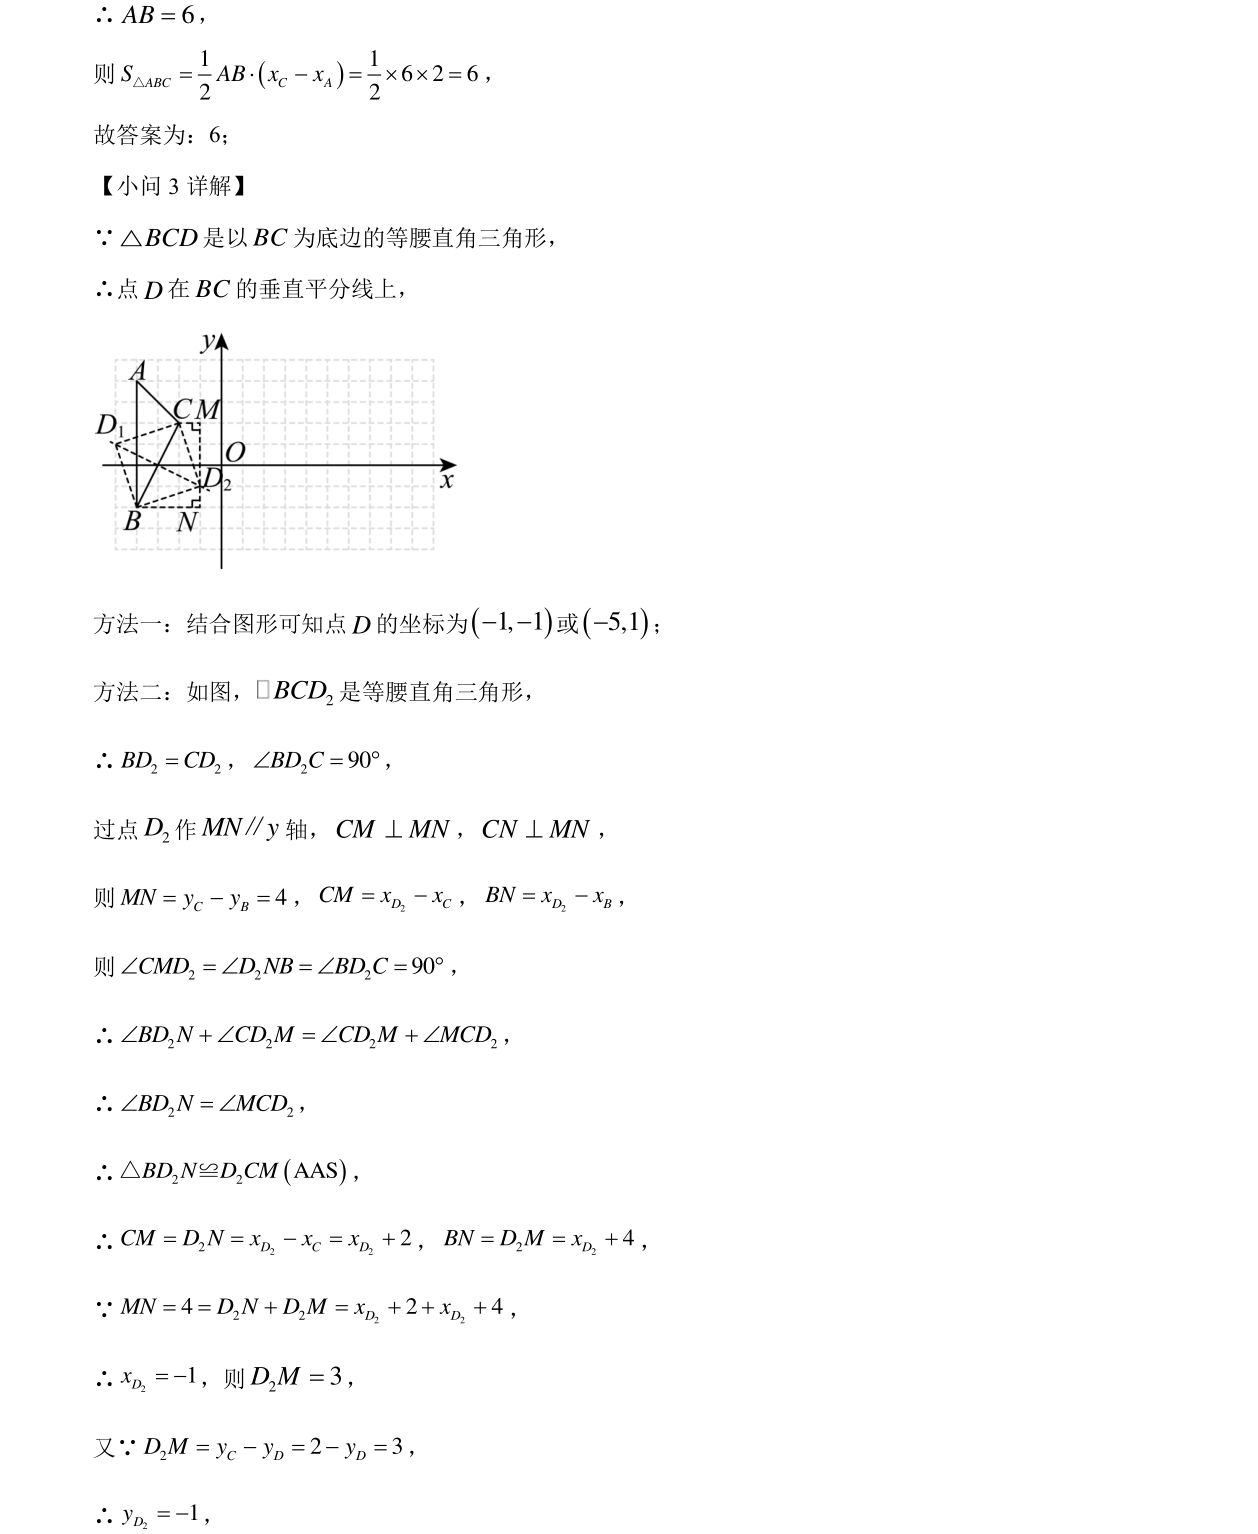 ∴ AB = 6，
则 S△ABC = 1/2 AB·(xC − xA) = 1/2 × 6 × 2 = 6，
故答案为：6；
【小问 3 详解】
∵ △BCD 是以 BC 为底边的等腰直角三角形，
∴点 D 在 BC 的垂直平分线上，
y
A
C M
D1
O
D2
x
B N
方法一：结合图形可知点 D 的坐标为(−1,−1)或(−5,1)；
方法二：如图，□BCD2 是等腰直角三角形，
∴ BD2 = CD2，∠BD2C = 90°，
过点 D2 作 MN // y 轴，CM ⊥ MN，CN ⊥ MN，
则 MN = yC − yB = 4，CM = xD2 − xC，BN = xD2 − xB，
则 ∠CMD2 = ∠D2NB = ∠BD2C = 90°，
∴ ∠BD2N + ∠CD2M = ∠CD2M + ∠MCD2，
∴ ∠BD2N = ∠MCD2，
∴ △BD2N≌D2CM(AAS)，
∴ CM = D2N = xD2 − xC = xD2 + 2，BN = D2M = xD2 + 4，
∵ MN = 4 = D2N + D2M = xD2 + 2 + xD2 + 4，
∴ xD2 = −1，则 D2M = 3，
又∵ D2M = yC − yD = 2 − yD = 3，
∴ yD2 = −1，